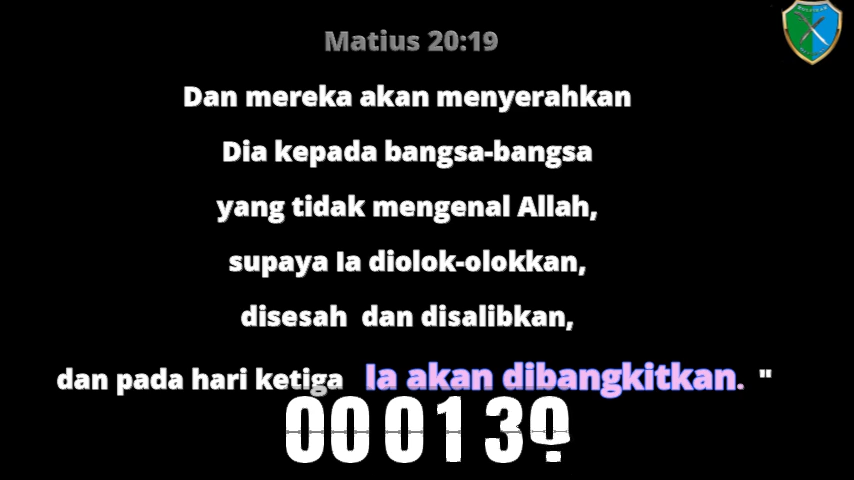 Matius 20:19
Dan mereka akan menyerahkan
Dia kepada bangsa-bangsa
yang tidak mengenal Allah,
supaya Ia diolok-olokkan,
disesah dan disalibkan,
dan pada hari ketiga Ia akan dibangkitkan. "
00 01 3